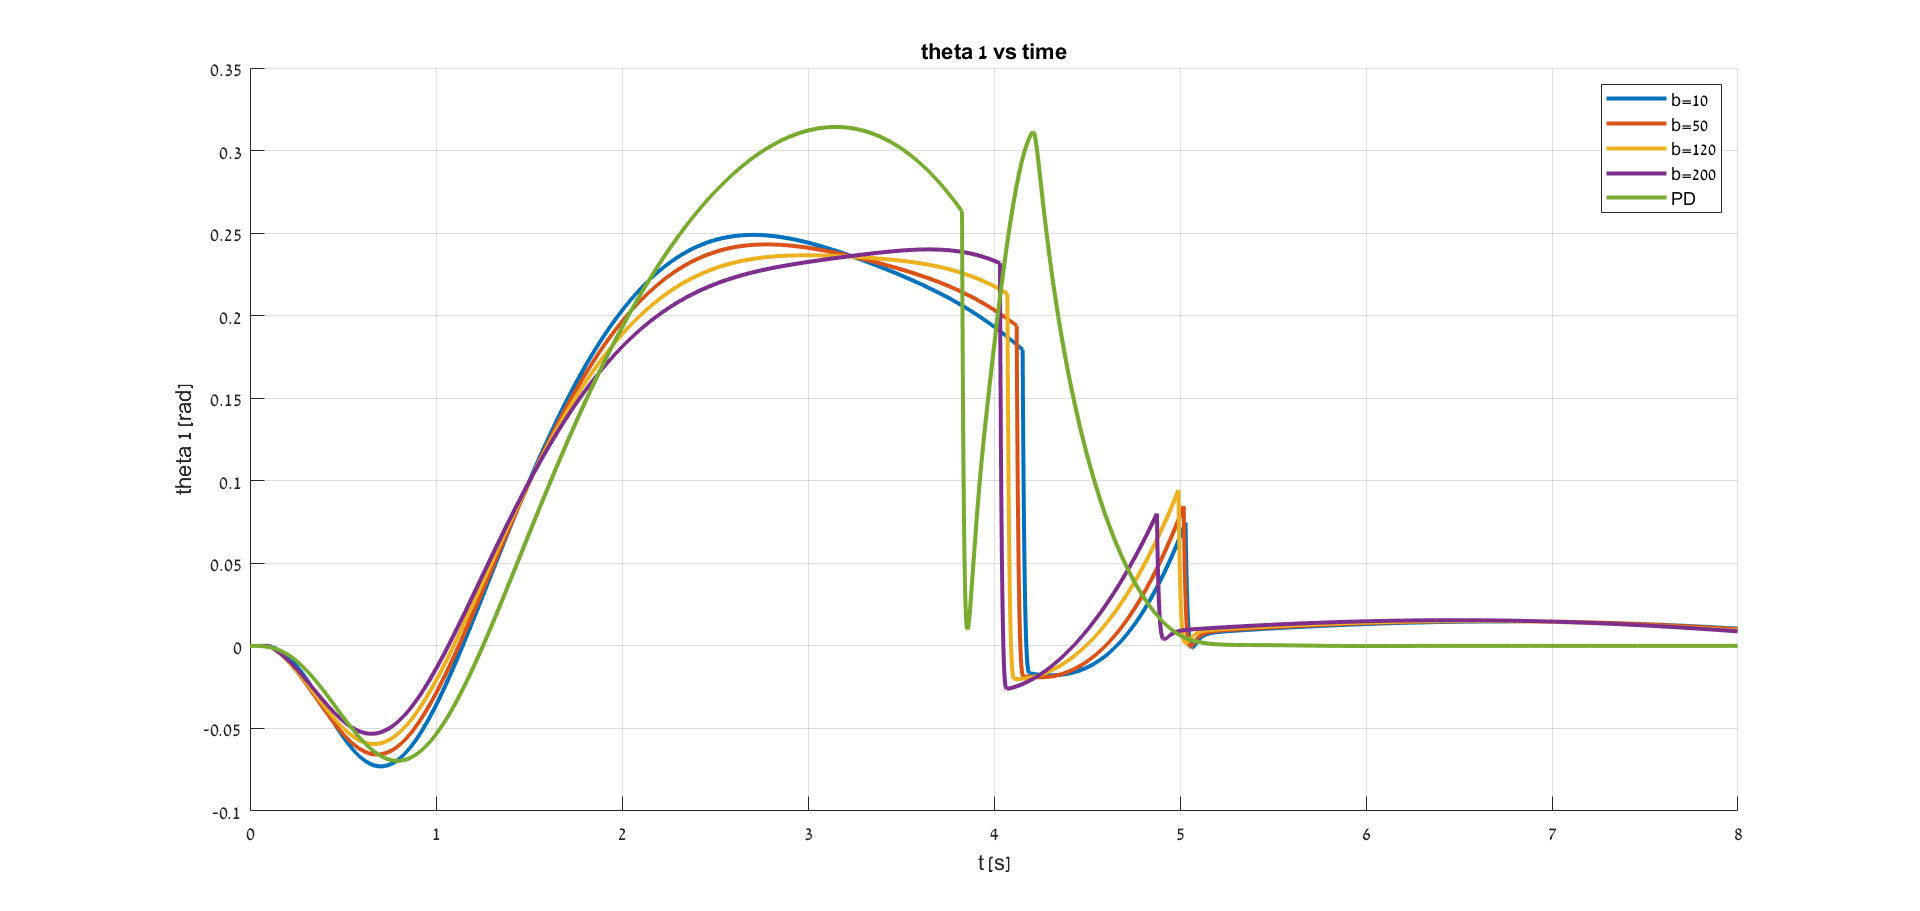 theta 1 vs time
0.35
0.3
0.25
0.2
0.15
0.1
0.05
0
-0.05
-0.1
theta 1 [rad]
0 1 2 3 4 5 6 7 8
t [s]
b=10
b=50
b=120
b=200
PD